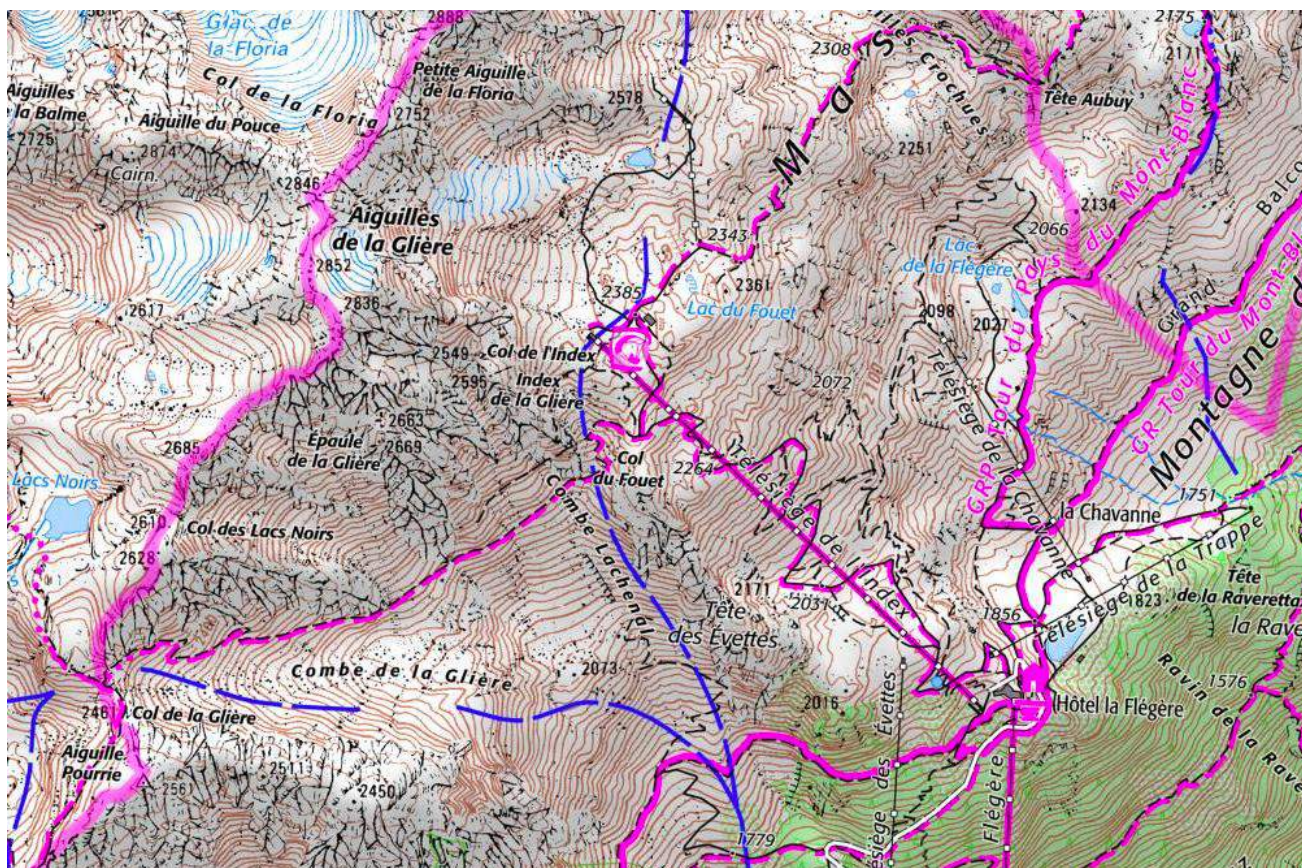 Glac. de
la Floria
2888
2175
2171
2308
illes Crochues
Col de la Floria
Petite Aiguille
de la Floria
2752
2578
Tête Aubuy
Aiguilles
e la Balme
2725
Aiguille du Pouce
2874
Cairn.
2251
M
D
S
2846
Aiguilles
de la Glière
2852
2836
2343
2385
2361
Lac du Fouet
2134
2066
Lac
de la Flégère
2098
2027
GRP Tour du Pays du Mont-Blanc
Balco
Grand
GR Tour du Mont-Bl
Montagne d
2617
2549
Col de l'Index
2595
Index
de la Glière
2072
Télésiège de la Chavanne
2663
2669
Épaule
de la Glière
2685
Col
du Fouet
2264
Télésiège de l'Index
Lacs Noirs
2610
2628
Col des Lacs Noirs
Combe Lachenal
1751
la Chavanne
Télésiège de la Trappe
2171
2031
1856
1823
Tête
de la Raverettaz
la Rave
Tête
des Evettes
Combe de la Glière
2073
2016
1576
Ravin de la Rave
Hôtel la Flégère
2461
Col de la Glière
Aiguille
Pourrie
2561
2511
2450
Télésiège des Évettes
Flégère
1779
1